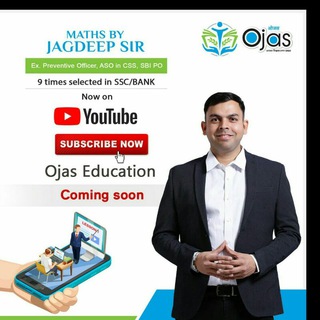 MATHS BY
JAGDEEP SIR
Ex. Preventive Officer, ASO in CSS, SBI PO
9 times selected in SSC/BANK
Now on
YouTube
SUBSCRIBE NOW
Ojas Education
Coming soon
ओजस
Ojas